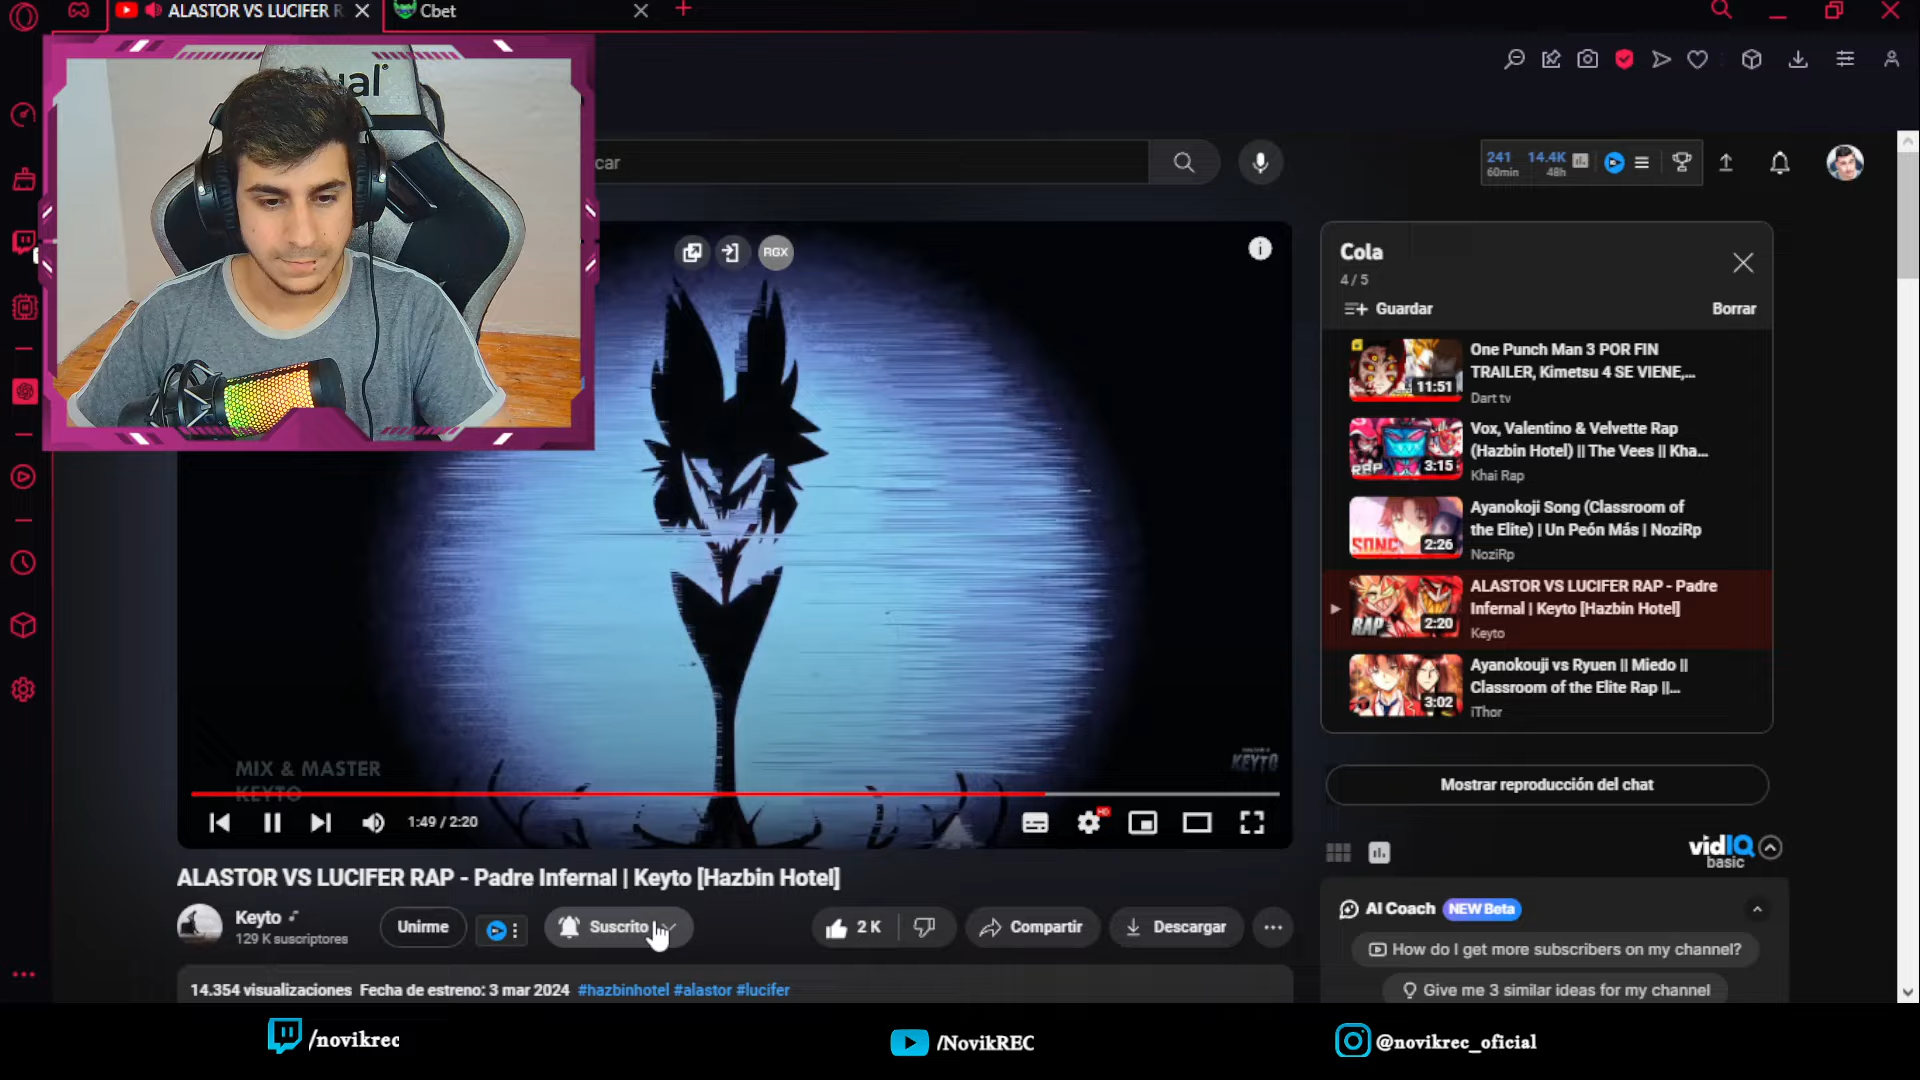 ALASTOR VS LUCIFER R
Cbet
ual
car
241
60min
14.4K
48h
RGX
MIX & MASTER
KEYTO
KEYTO
1:49 / 2:20
HD
Cola
4 / 5
Guardar
Borrar
11:51
One Punch Man 3 POR FIN
TRAILER, Kimetsu 4 SE VIENE,...
Dart tv
RAP
3:15
Vox, Valentino & Velvette Rap
(Hazbin Hotel) || The Vees || Kha...
Khai Rap
SONG
2:26
Ayanokoji Song (Classroom of
the Elite) | Un Peón Más | NoziRp
NoziRp
RAP
2:20
ALASTOR VS LUCIFER RAP - Padre
Infernal | Keyto [Hazbin Hotel]
Keyto
3:02
Ayanokouji vs Ryuen || Miedo ||
Classroom of the Elite Rap ||...
iThor
Mostrar reproducción del chat
vidIQ
basic
AI Coach NEW Beta
How do I get more subscribers on my channel?
Give me 3 similar ideas for my channel
ALASTOR VS LUCIFER RAP - Padre Infernal | Keyto [Hazbin Hotel]
Keyto
129 K suscriptores
Unirme
Suscrito
2 K
Compartir
Descargar
14.354 visualizaciones Fecha de estreno: 3 mar 2024 #hazbinhotel #alastor #lucifer
/novikrec
/NovikREC
@novikrec_oficial